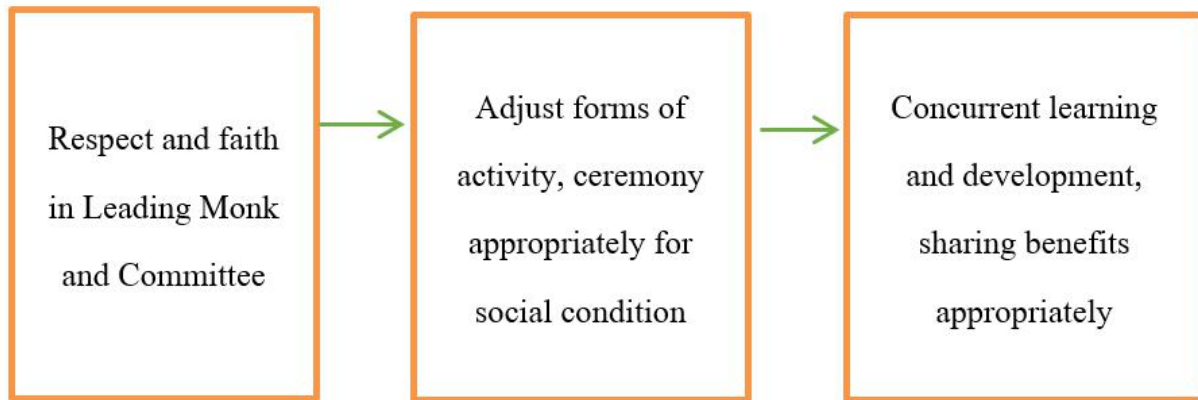 Respect and faith
in Leading Monk
and Committee
Adjust forms of
activity, ceremony
appropriately for
social condition
Concurrent learning
and development,
sharing benefits
appropriately